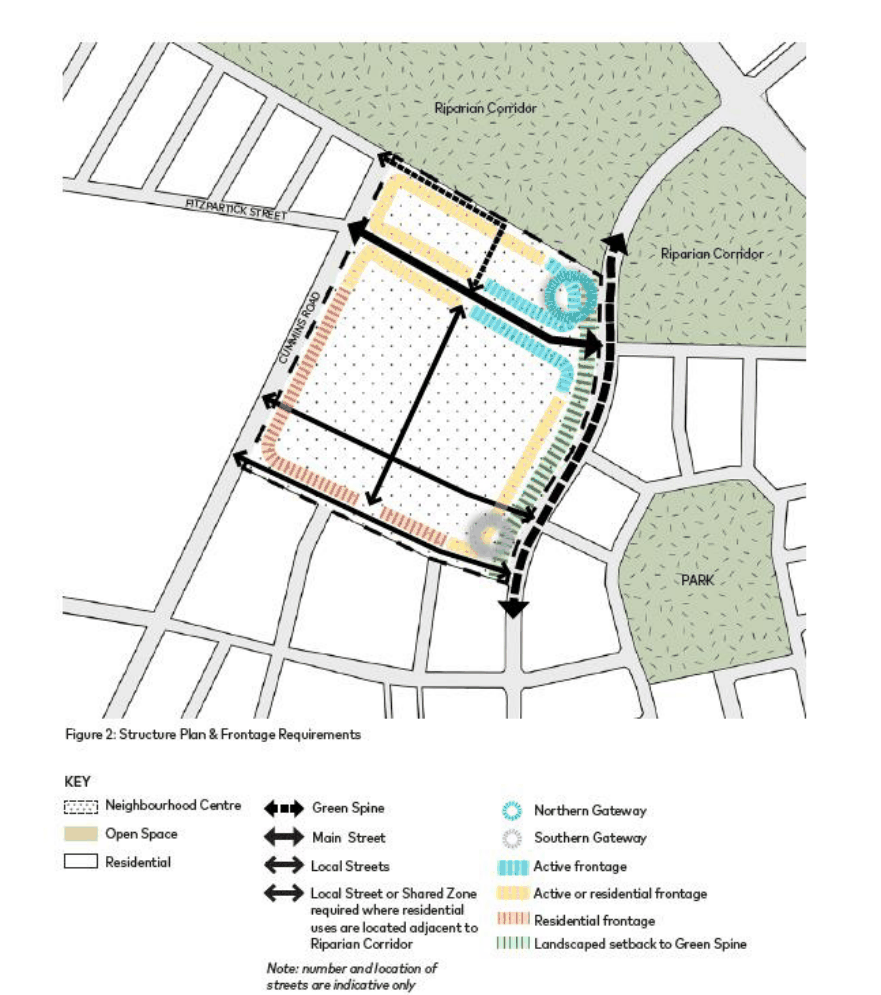 Riparian Corridor
FITZPARTICK STREET
Riparian Corridor
CUMMINS ROAD
PARK
Figure 2: Structure Plan & Frontage Requirements
KEY
Neighbourhood Centre
Open Space
Residential
Green Spine
Main Street
Local Streets
Local Street or Shared Zone
required where residential
uses are located adjacent to
Riparian Corridor
Note: number and location of
streets are indicative only
Northern Gateway
Southern Gateway
Active frontage
Active or residential frontage
Residential frontage
Landscaped setback to Green Spine